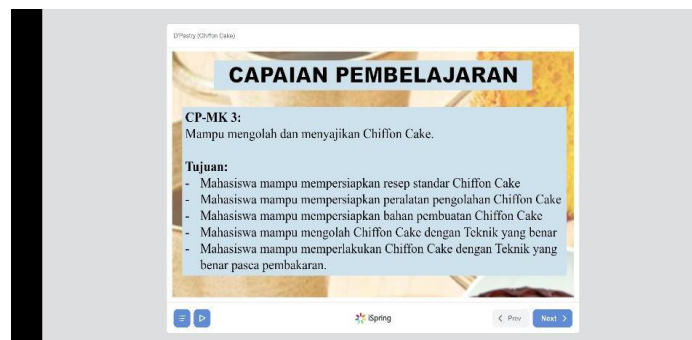 D'Pastry (Chiffon Cake)
CAPAIAN PEMBELAJARAN
CP-MK 3:
Mampu mengolah dan menyajikan Chiffon Cake.
Tujuan:
- Mahasiswa mampu mempersiapkan resep standar Chiffon Cake
- Mahasiswa mampu mempersiapkan peralatan pengolahan Chiffon Cake
- Mahasiswa mampu mempersiapkan bahan pembuatan Chiffon Cake
- Mahasiswa mampu mengolah Chiffon Cake dengan Teknik yang benar
- Mahasiswa mampu memperlakukan Chiffon Cake dengan Teknik yang
benar pasca pembakaran.
iSpring
< Prev
Next >